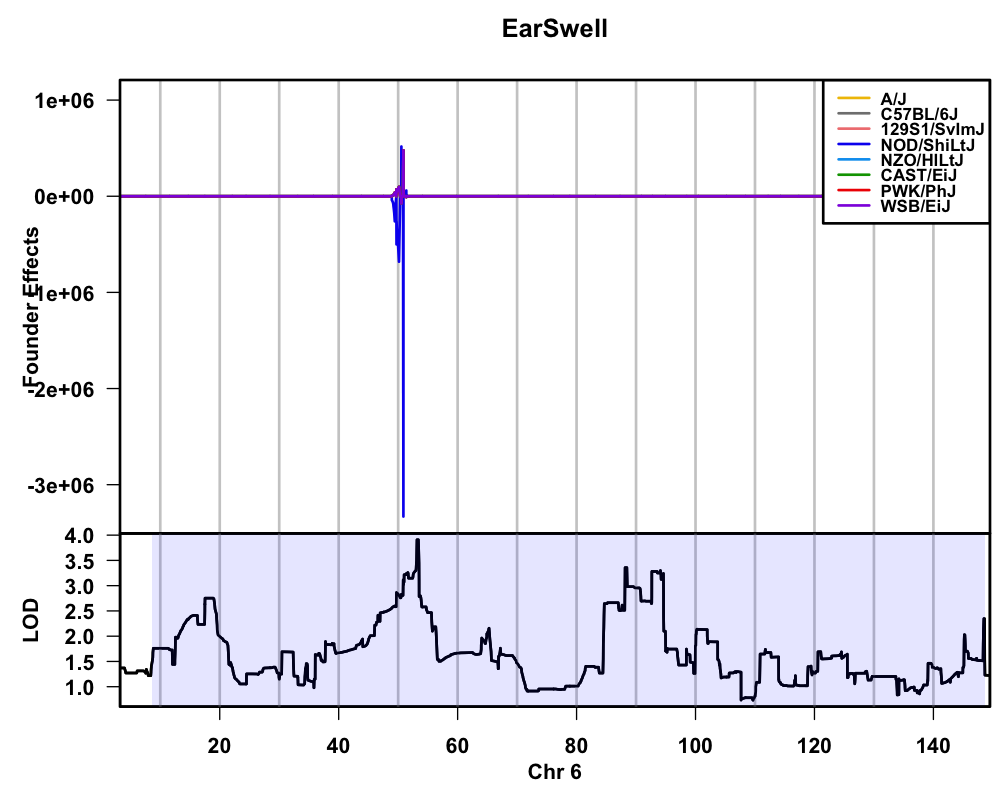 EarSwell
1e+06
0e+00
-1e+06
-2e+06
-3e+06
Founder Effects
A/J
C57BL/6J
129S1/SvImJ
NOD/ShiLtJ
NZO/HlLtJ
CAST/EiJ
PWK/PhJ
WSB/EiJ
4.0
3.5
3.0
2.5
2.0
1.5
1.0
LOD
20 40 60 80 100 120 140
Chr 6